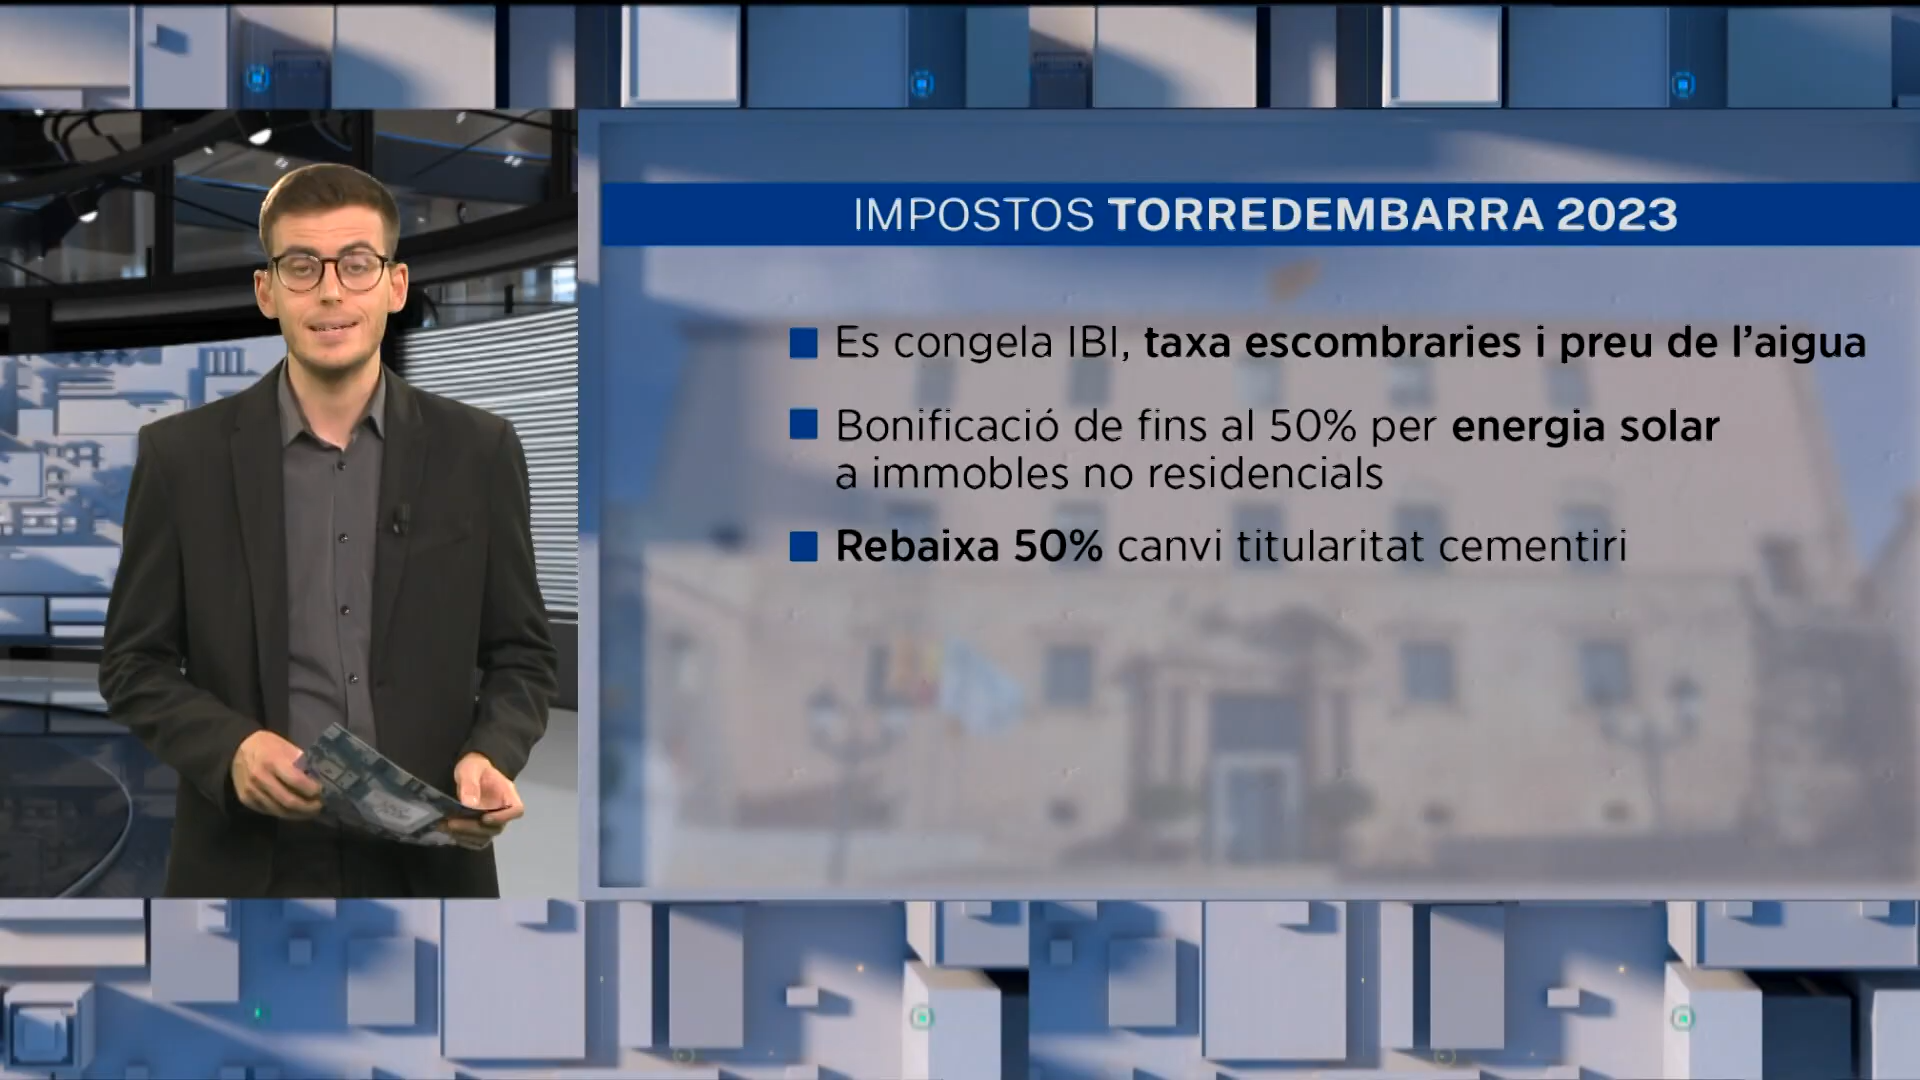 IMPOSTOS TORREDEMBARRA 2023
Es congela IBI, taxa escombraries i preu de l’aigua
Bonificació de fins al 50% per energia solar
a immobles no residencials
Rebaixa 50% canvi titularitat cementiri